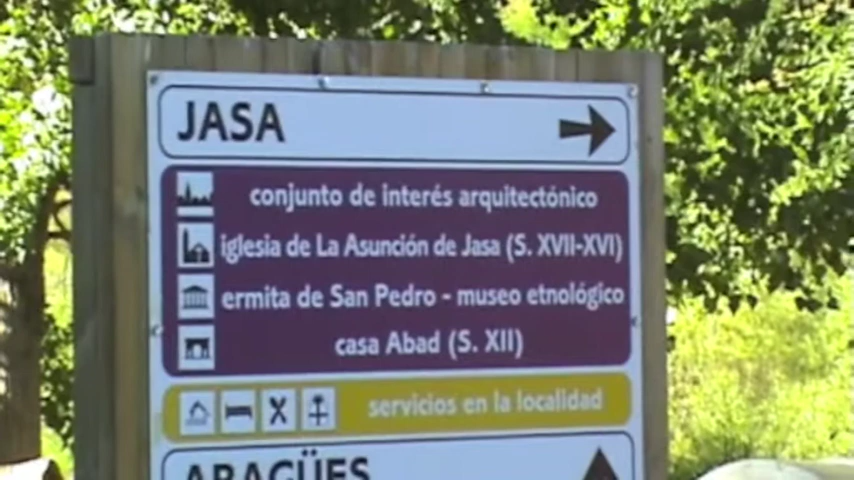 JASA
conjunto de interés arquitectónico
iglesia de La Asunción de Jasa (S. XVII-XVI)
ermita de San Pedro - museo etnológico
casa Abad (S. XII)
servicios en la localidad
ARAGÜES